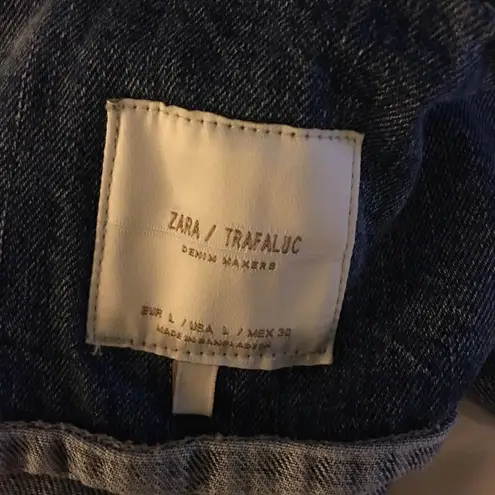 ZARA / TRAFALUC
DENIM MAKERS
EUR L / USA L / MEX 30
MADE IN BANGLADESH